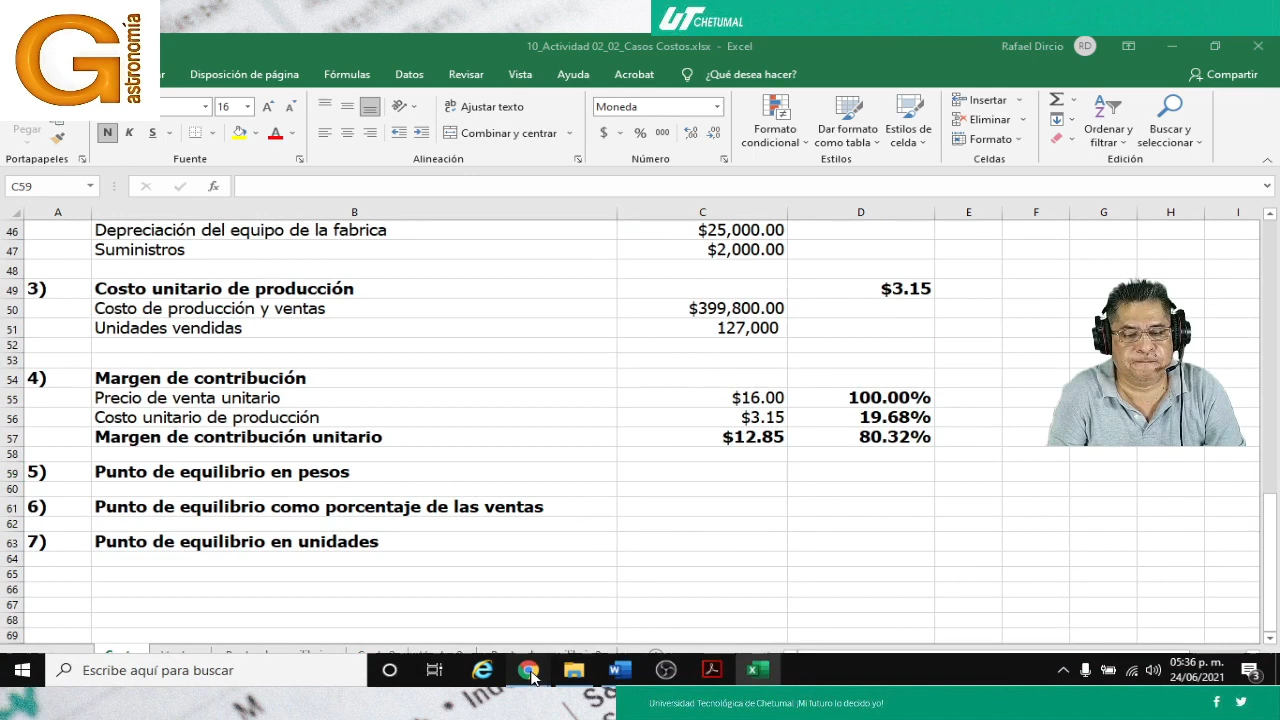 UT CHETUMAL
Gastronomía
10_Actividad 02_02_Casos Costos.xlsx - Excel
Rafael Dircio RD
Disposición de página Fórmulas Datos Revisar Vista Ayuda Acrobat ¿Qué desea hacer? Compartir
Pegar 16 Ajustar texto Moneda Insertar
N K S Combinar y centrar $ % 000 Formato condicional Dar formato como tabla Estilos de celda Eliminar Ordenar y filtrar Buscar y seleccionar
Formato
Portapapeles Fuente Alineación Número Estilos Celdas Edición
C59 fx
A B C D E F G H I
46 Depreciación del equipo de la fabrica $25,000.00
47 Suministros $2,000.00
48
49 3) Costo unitario de producción $3.15
50 Costo de producción y ventas $399,800.00
51 Unidades vendidas 127,000
52
53
54 4) Margen de contribución
55 Precio de venta unitario $16.00 100.00%
56 Costo unitario de producción $3.15 19.68%
57 Margen de contribución unitario $12.85 80.32%
58
59 5) Punto de equilibrio en pesos
60
61 6) Punto de equilibrio como porcentaje de las ventas
62
63 7) Punto de equilibrio en unidades
64
65
66
67
68
69
Escribe aquí para buscar
05:36 p. m.
24/06/2021
3
Universidad Tecnológica de Chetumal ¡Mi futuro lo decido yo!